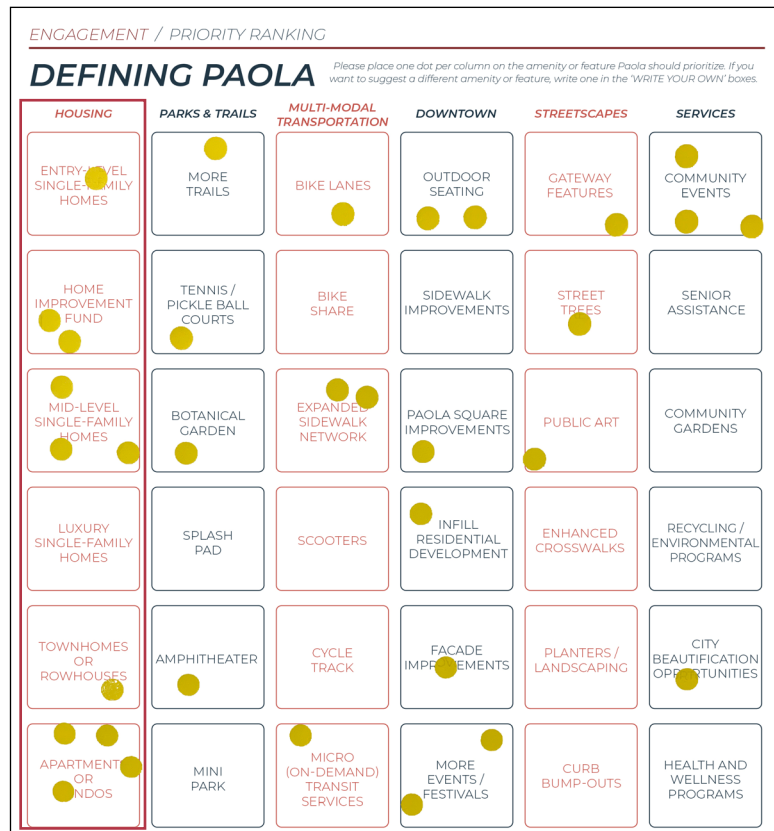 ENGAGEMENT / PRIORITY RANKING
DEFINING PAOLA
Please place one dot per column on the amenity or feature Paola should prioritize. If you
want to suggest a different amenity or feature, write one in the 'WRITE YOUR OWN' boxes.
HOUSING
PARKS & TRAILS
MULTI-MODAL
TRANSPORTATION
DOWNTOWN
STREETSCAPES
SERVICES
ENTRY-LEVEL
SINGLE-FAMILY
HOMES
MORE
TRAILS
BIKE LANES
OUTDOOR
SEATING
GATEWAY
FEATURES
COMMUNITY
EVENTS
HOME
IMPROVEMENT
FUND
TENNIS /
PICKLE BALL
COURTS
BIKE
SHARE
SIDEWALK
IMPROVEMENTS
STREET
TREES
SENIOR
ASSISTANCE
MID-LEVEL
SINGLE-FAMILY
HOMES
BOTANICAL
GARDEN
EXPANDED
SIDEWALK
NETWORK
PAOLA SQUARE
IMPROVEMENTS
PUBLIC ART
COMMUNITY
GARDENS
LUXURY
SINGLE-FAMILY
HOMES
SPLASH
PAD
SCOOTERS
INFILL
RESIDENTIAL
DEVELOPMENT
ENHANCED
CROSSWALKS
RECYCLING /
ENVIRONMENTAL
PROGRAMS
TOWNHOMES
OR
ROWHOUSES
AMPHITHEATER
CYCLE
TRACK
FACADE
IMPROVEMENTS
PLANTERS /
LANDSCAPING
CITY
BEAUTIFICATION
OPPORTUNITIES
APARTMENTS
OR
CONDOS
MINI
PARK
MICRO
(ON-DEMAND)
TRANSIT
SERVICES
MORE
EVENTS /
FESTIVALS
CURB
BUMP-OUTS
HEALTH AND
WELLNESS
PROGRAMS